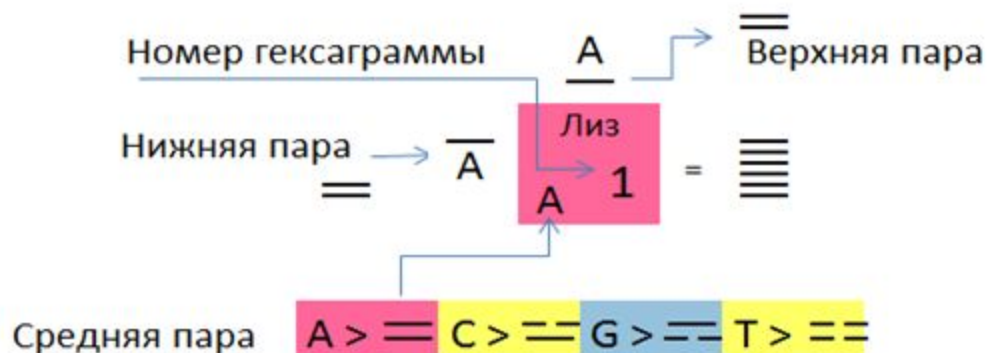 Номер гексаграммы
A
Верхняя пара
Лиз
Нижняя пара
A
A 1 =
Средняя пара A > C > G > T >